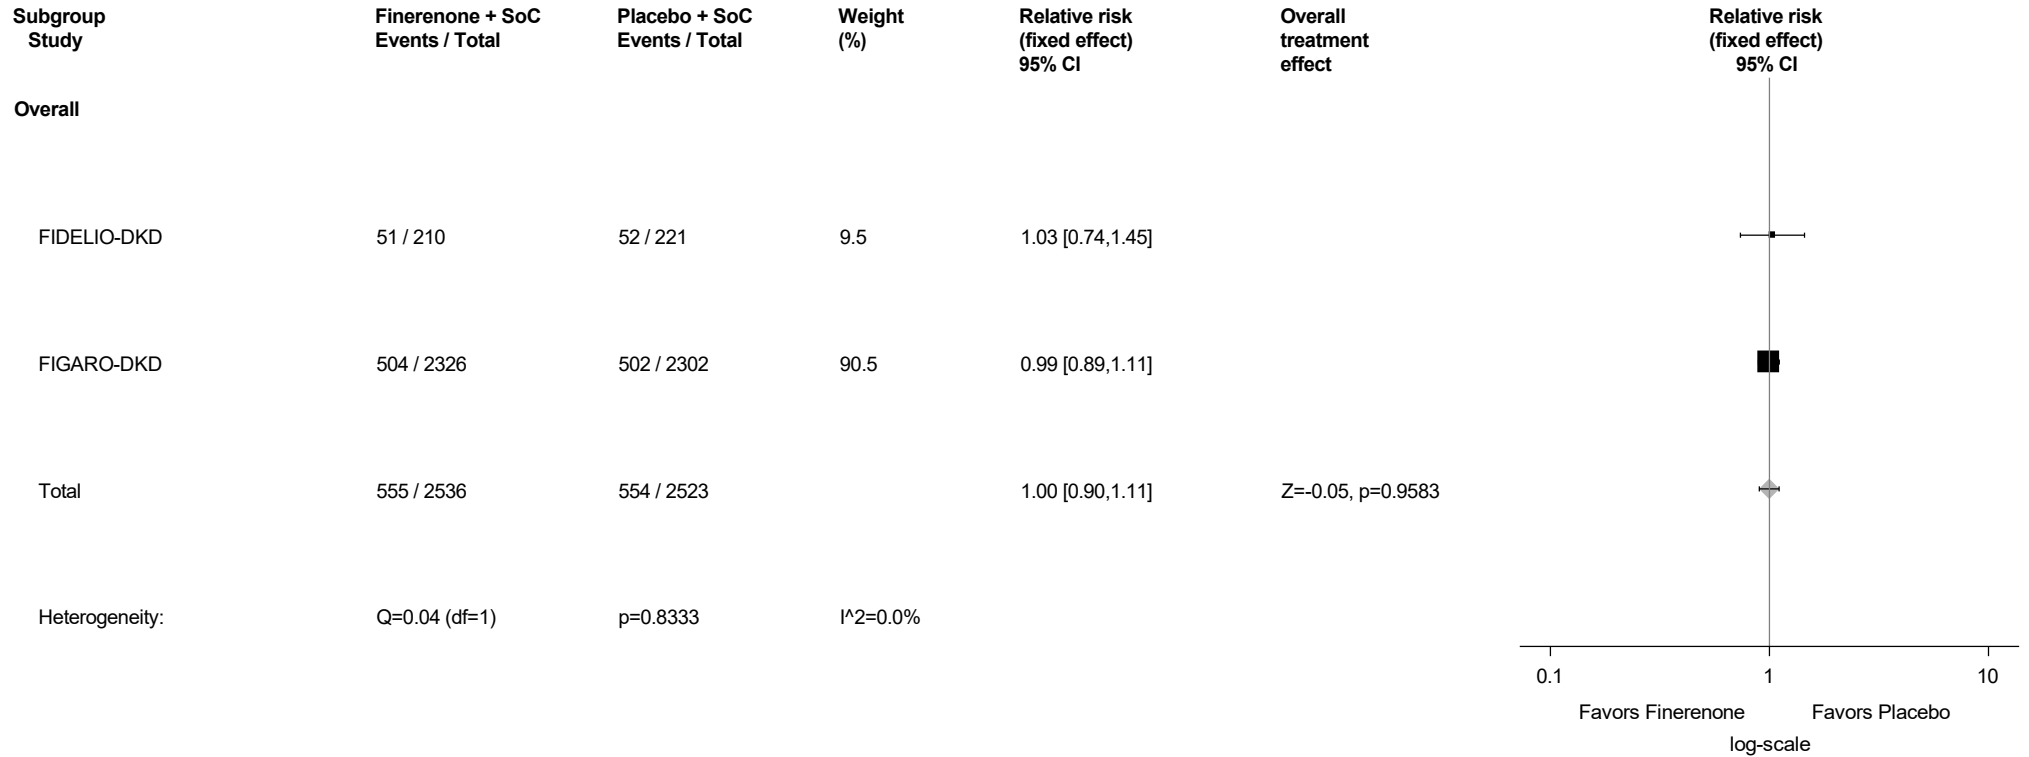 Subgroup Finerenone + SoC Placebo + SoC Weight Relative risk Overall Relative risk
Study Events / Total Events / Total (%) (fixed effect) treatment (fixed effect)
95% CI effect 95% CI
Overall
FIDELIO-DKD 51 / 210 52 / 221 9.5 1.03 [0.74,1.45]
FIGARO-DKD 504 / 2326 502 / 2302 90.5 0.99 [0.89,1.11]
Total 555 / 2536 554 / 2523 1.00 [0.90,1.11] Z=-0.05, p=0.9583
Heterogeneity: Q=0.04 (df=1) p=0.8333 I^2=0.0%
0.1 1 10
Favors Finerenone Favors Placebo
log-scale